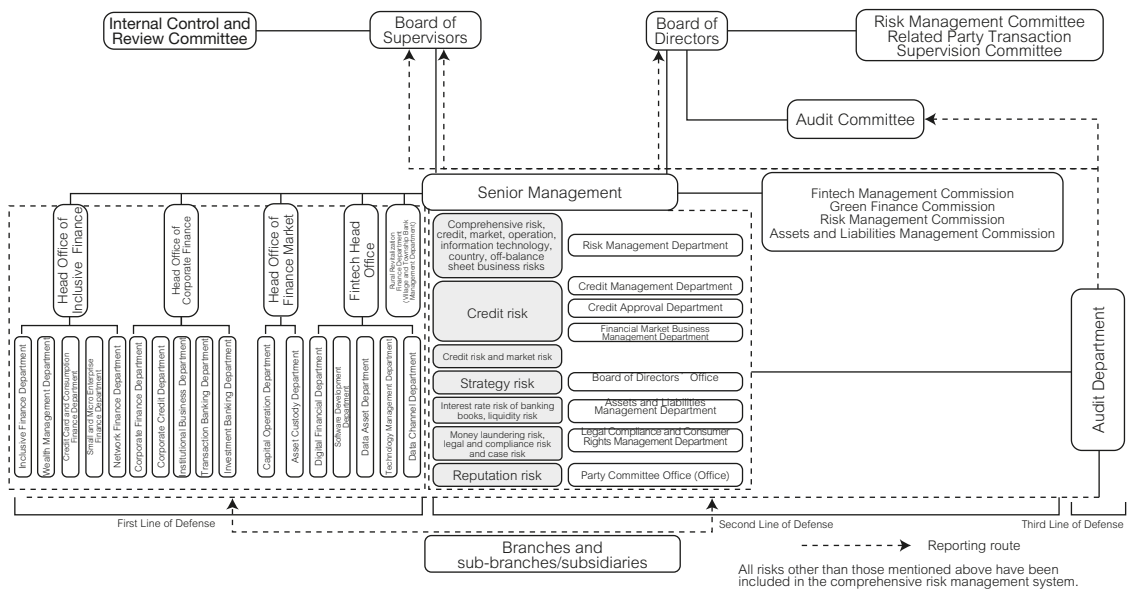 Internal Control and
Review Committee
Board of
Supervisors
Board of
Directors
Risk Management Committee
Related Party Transaction
Supervision Committee
Audit Committee
Senior Management
Fintech Management Commission
Green Finance Commission
Risk Management Commission
Assets and Liabilities Management Commission
Head Office of
Inclusive Finance
Head Office of
Corporate Finance
Head Office of
Finance Market
Fintech Head
Office
Rural Revitalization
Finance Department
(Village and Township Bank
Management Department)
Inclusive Finance Department
Wealth Management Department
Credit Card and Consumption
Finance Department
Small and Micro Enterprise
Finance Department
Network Finance Department
Corporate Finance Department
Corporate Credit Department
Institutional Business Department
Transaction Banking Department
Investment Banking Department
Capital Operation Department
Asset Custody Department
Digital Financial Department
Software Development
Department
Data Asset Department
Technology Management Department
Data Channel Department
Comprehensive risk,
credit, market, operation,
information technology,
country, off-balance
sheet business risks
Risk Management Department
Credit risk
Credit Management Department
Credit Approval Department
Financial Market Business
Management Department
Credit risk and market risk
Strategy risk
Board of Directors Office
Interest rate risk of banking
books, liquidity risk
Assets and Liabilities
Management Department
Money laundering risk,
legal and compliance risk
and case risk
Legal Compliance and Consumer
Rights Management Department
Reputation risk
Party Committee Office (Office)
Audit Department
First Line of Defense
Second Line of Defense
Third Line of Defense
Branches and
sub-branches/subsidiaries
Reporting route
All risks other than those mentioned above have been
included in the comprehensive risk management system.